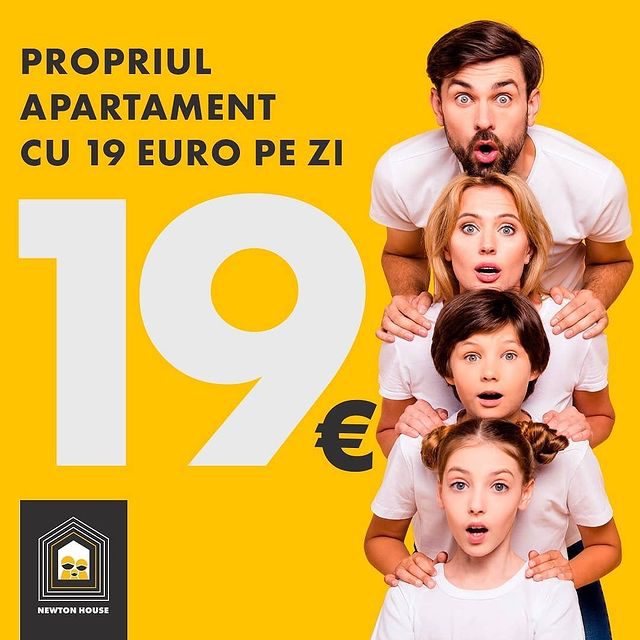 PROPRIUL
APARTAMENT
CU 19 EURO PE ZI
19€
NEWTON HOUSE